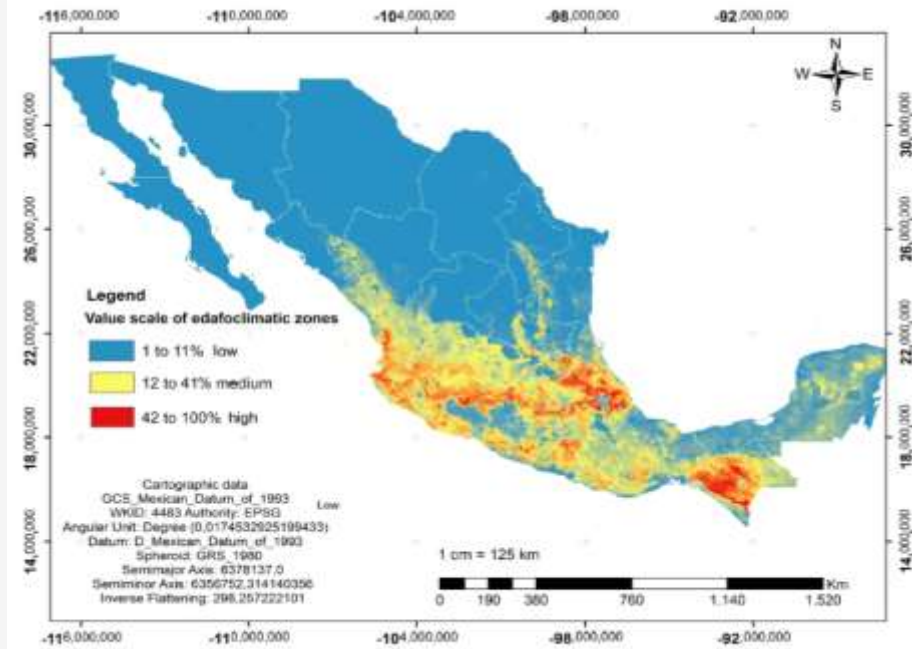 -116,000,000 -110,000,000 -104,000,000 -98,000,000 -92,000,000
N
W E
S
30,000,000 30,000,000
26,000,000 26,000,000
22,000,000 22,000,000
18,000,000 18,000,000
14,000,000 14,000,000
Legend
Value scale of edafoclimatic zones
1 to 11% low
12 to 41% medium
42 to 100% high
Cartographic data
GCS_Mexican_Datum_of_1993
WKID: 4483 Authority: EPSG
Low
Angular Unit: Degree (0,0174532925199433)
Datum: D_Mexican_Datum_of_1993
Spheroid: GRS_1980
Semimajor Axis: 6378137,0
Semiminor Axis: 6356752,314140356
Inverse Flattening: 298,257222101
1 cm = 125 km
Km
0 190 380 760 1.140 1.520
-116,000,000 -110,000,000 -104,000,000 -98,000,000 -92,000,000